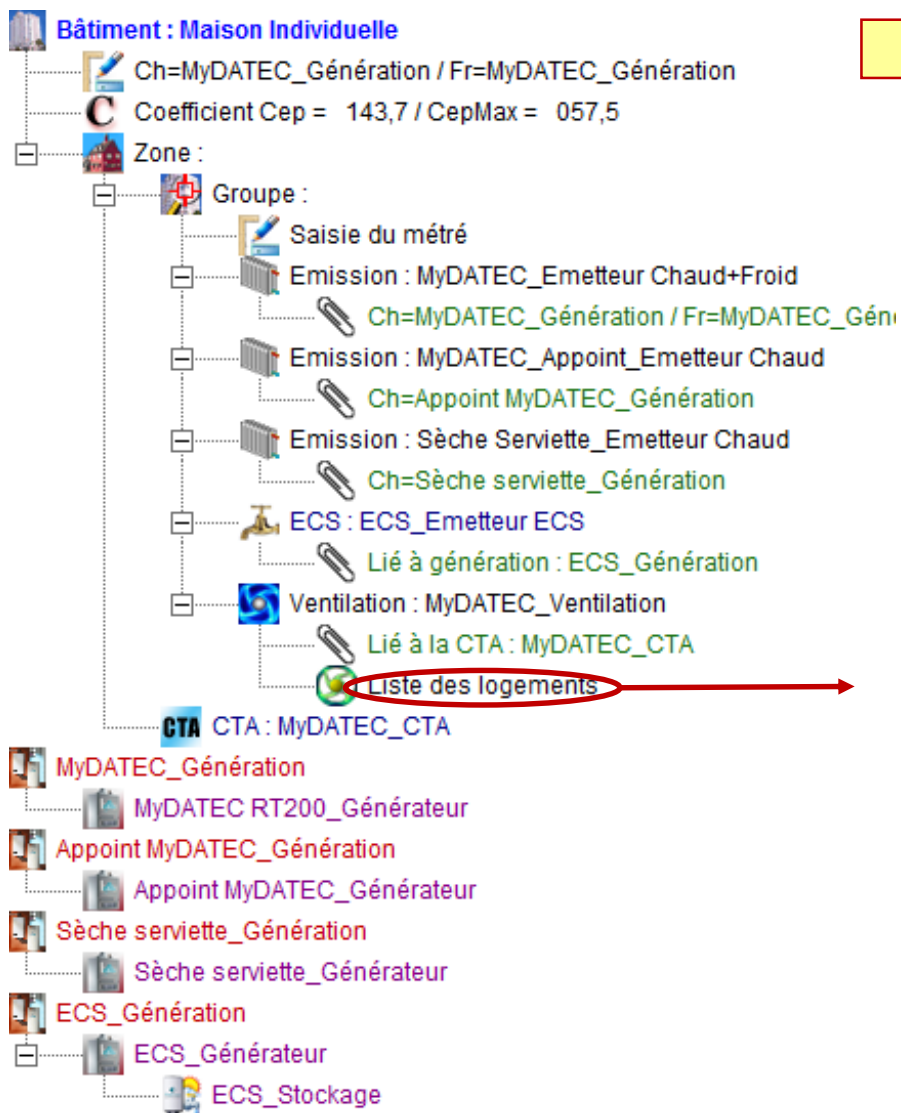 Bâtiment : Maison Individuelle
Ch=MyDATEC_Génération / Fr=MyDATEC_Génération
C Coefficient Cep = 143,7 / CepMax = 057,5
Zone :
Groupe :
Saisie du métré
Emission : MyDATEC_Emetteur Chaud+Froid
Ch=MyDATEC_Génération / Fr=MyDATEC_Géné
Emission : MyDATEC_Appoint_Emetteur Chaud
Ch=Appoint MyDATEC_Génération
Emission : Sèche Serviette_Emetteur Chaud
Ch=Sèche serviette_Génération
ECS : ECS_Emetteur ECS
Lié à génération : ECS_Génération
Ventilation : MyDATEC_Ventilation
Lié à la CTA : MyDATEC_CTA
Liste des logements
CTA CTA : MyDATEC_CTA
MyDATEC_Génération
MyDATEC RT200_Générateur
Appoint MyDATEC_Génération
Appoint MyDATEC_Générateur
Sèche serviette_Génération
Sèche serviette_Générateur
ECS_Génération
ECS_Générateur
ECS_Stockage